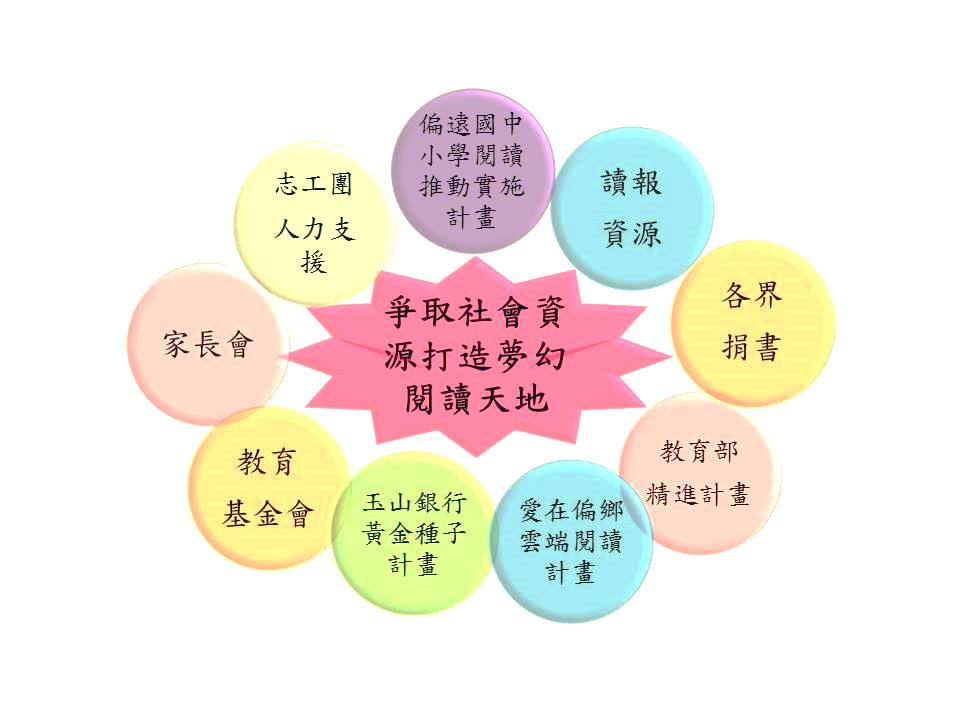 偏遠國中
小學閱讀
推動實施
計畫
讀報
資源
各界
捐書
教育部
精進計畫
愛在偏鄉
雲端閱讀
計畫
玉山銀行
黃金種子
計畫
教育
基金會
家長會
志工團
人力支
援
爭取社會資
源打造夢幻
閱讀天地